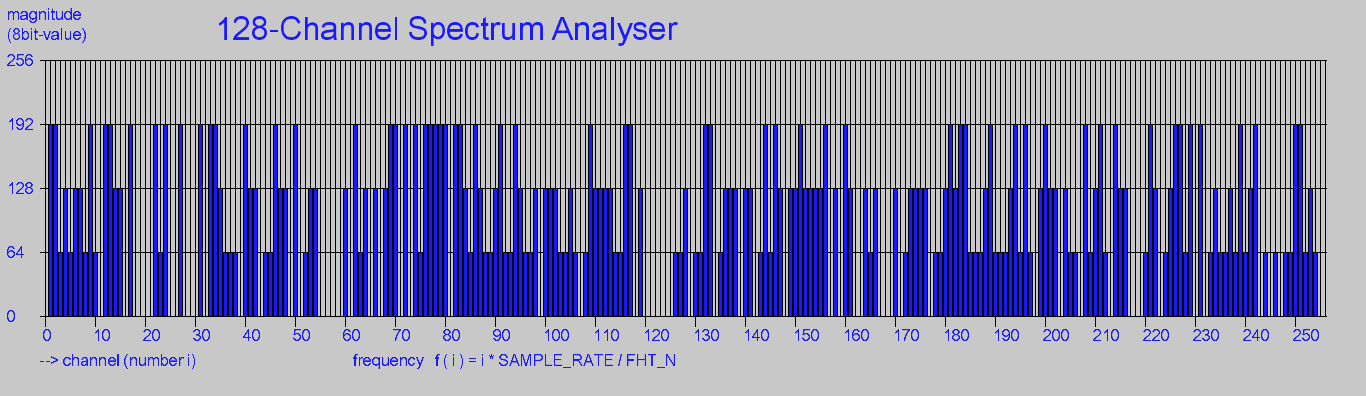 magnitude
(8bit-value)
128-Channel Spectrum Analyser
256
192
128
64
0
0 10 20 30 40 50 60 70 80 90 100 110 120 130 140 150 160 170 180 190 200 210 220 230 240 250
--> channel (number i) frequency f ( i ) = i * SAMPLE_RATE / FHT_N